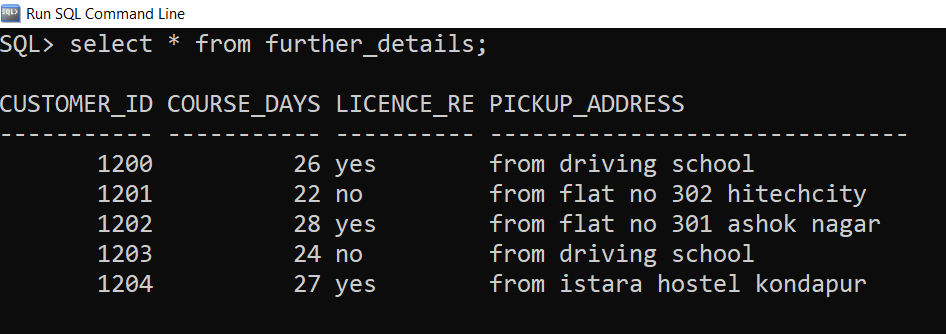 Run SQL Command Line
SQL> select * from further_details;
CUSTOMER_ID COURSE_DAYS LICENCE_RE PICKUP_ADDRESS
----------- ----------- ---------- ------------------------------
       1200          26 yes        from driving school
       1201          22 no         from flat no 302 hitechcity
       1202          28 yes        from flat no 301 ashok nagar
       1203          24 no         from driving school
       1204          27 yes        from istara hostel kondapur